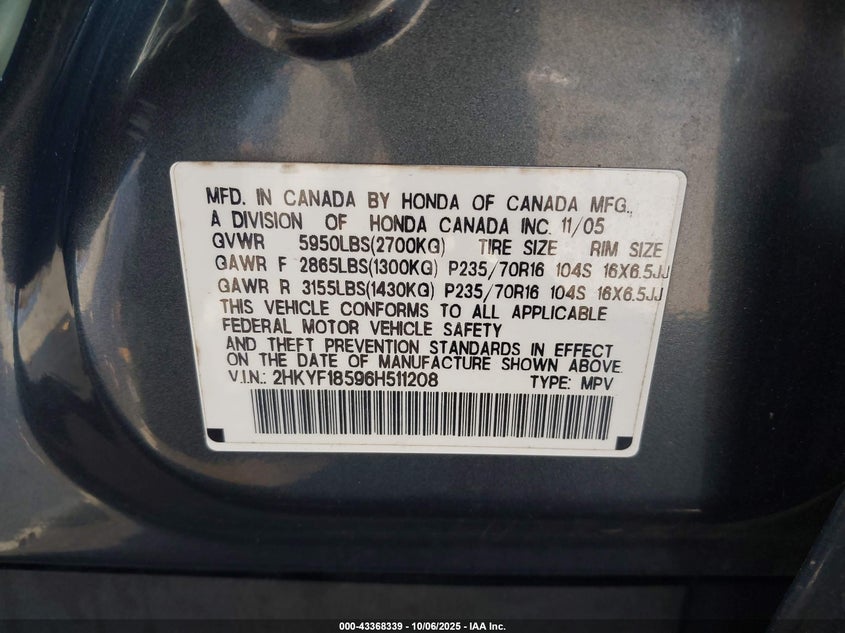 MFD. IN CANADA BY HONDA OF CANADA MFG.,
A DIVISION OF HONDA CANADA INC. 11/05
GVWR 5950LBS(2700KG) TIRE SIZE RIM SIZE
GAWR F 2865LBS(1300KG) P235/70R16 104S 16X6.5JJ
GAWR R 3155LBS(1430KG) P235/70R16 104S 16X6.5JJ
THIS VEHICLE CONFORMS TO ALL APPLICABLE
FEDERAL MOTOR VEHICLE SAFETY
AND THEFT PREVENTION STANDARDS IN EFFECT
ON THE DATE OF MANUFACTURE SHOWN ABOVE.
V.I.N.: 2HKYF18596H511208 TYPE: MPV
000-43368339 - 10/06/2025 - IAA Inc.